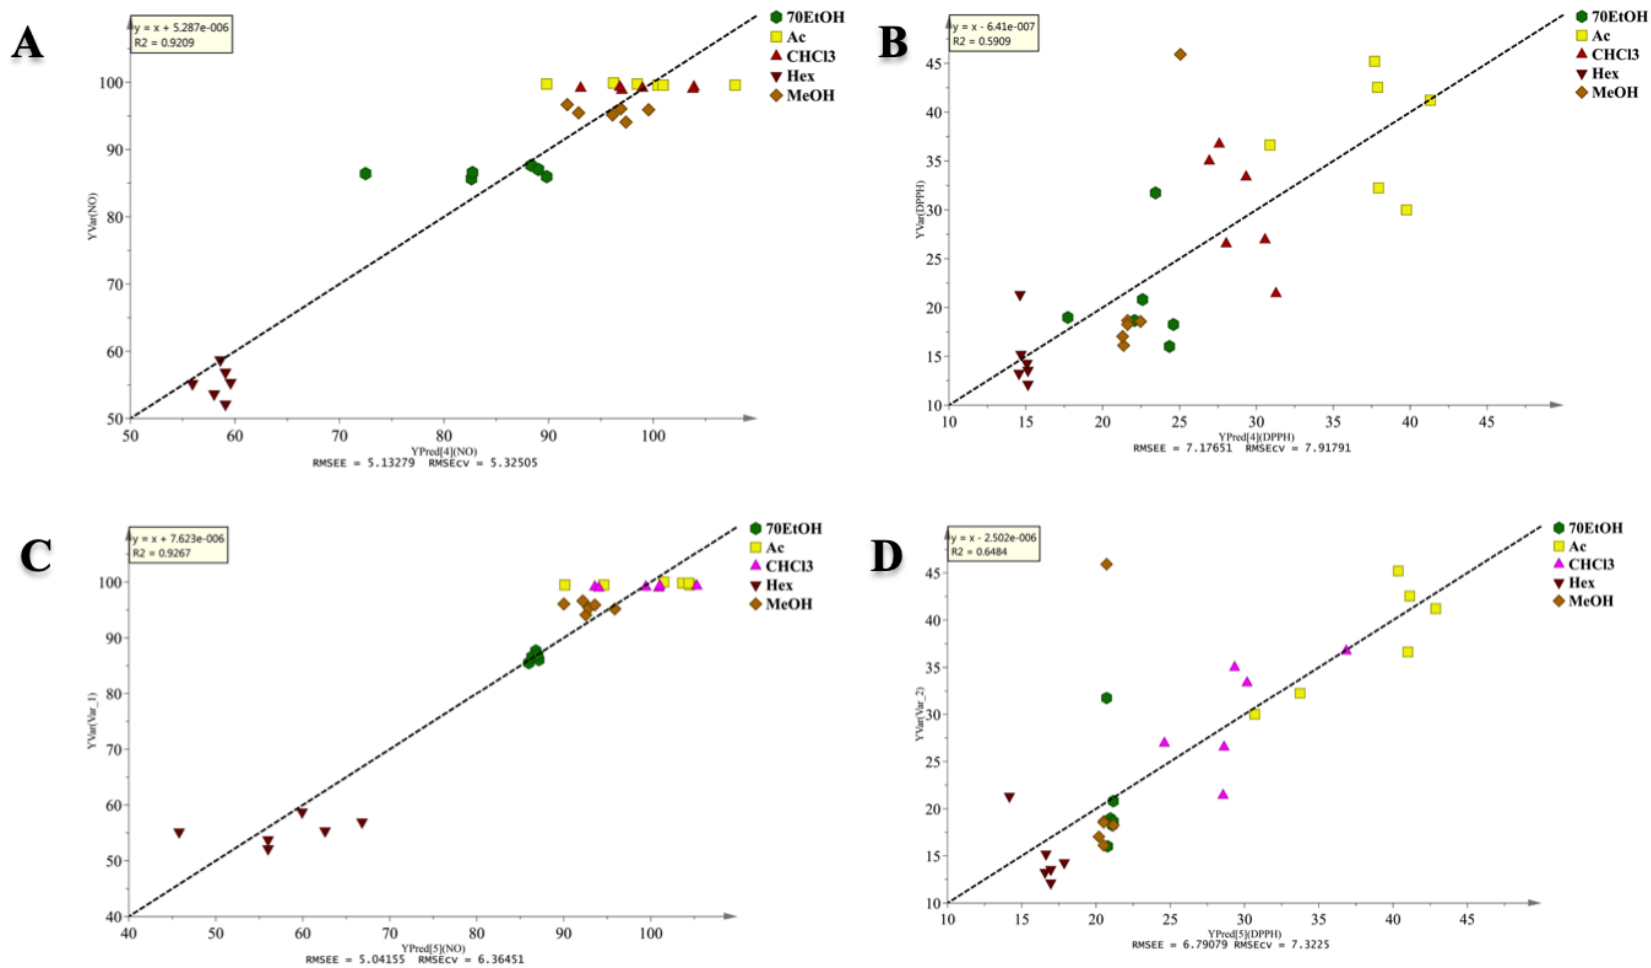 A
y = x + 5.287e-006
R2 = 0.9209
YVar(NO)
100
90
80
70
60
50
50 60 70 80 90 100
YPred[4](NO)
RMSEE = 5.13279 RMSEcv = 5.32505
70EtOH
Ac
CHCl3
Hex
MeOH
B
y = x - 6.41e-007
R2 = 0.5909
YVar(DPPH)
45
40
35
30
25
20
15
10
10 15 20 25 30 35 40 45
YPred[4](DPPH)
RMSEE = 7.17651 RMSEcv = 7.91791
70EtOH
Ac
CHCl3
Hex
MeOH
C
y = x + 7.623e-006
R2 = 0.9267
YVar(Var_1)
100
90
80
70
60
50
40
40 50 60 70 80 90 100
YPred[5](NO)
RMSEE = 5.04155 RMSEcv = 6.36451
70EtOH
Ac
CHCl3
Hex
MeOH
D
y = x - 2.502e-006
R2 = 0.6484
YVar(Var_2)
45
40
35
30
25
20
15
10
10 15 20 25 30 35 40 45
YPred[5](DPPH)
RMSEE = 6.79079 RMSEcv = 7.3225
70EtOH
Ac
CHCl3
Hex
MeOH